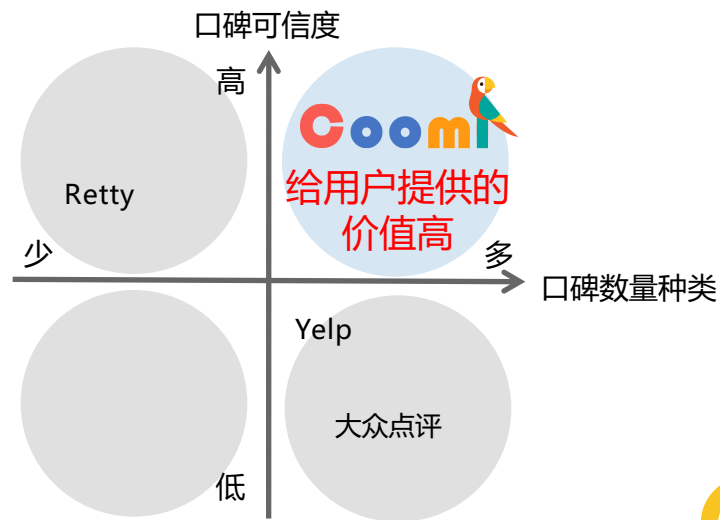 口碑可信度
高
Coomi
Retty
给用户提供的
价值高
少
多
口碑数量种类
Yelp
大众点评
低